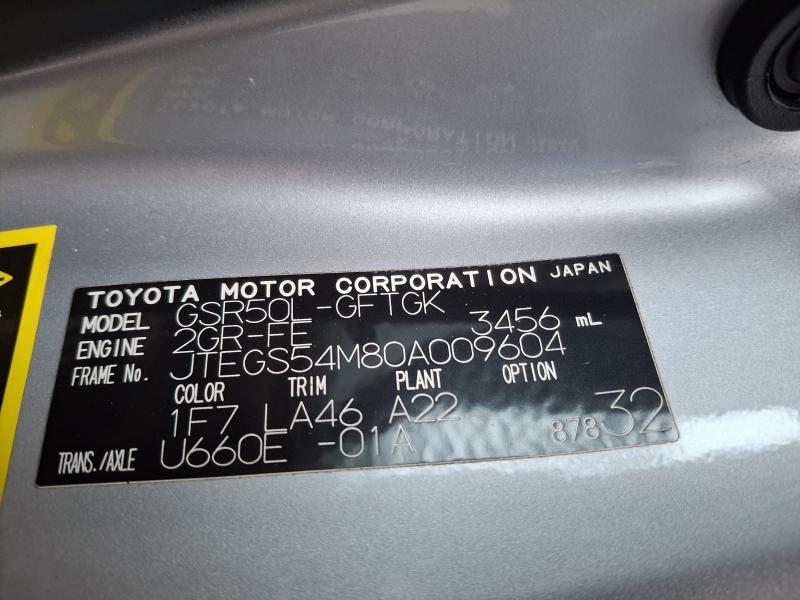 TOYOTA MOTOR CORPORATION JAPAN
MODEL GSR50L-GFTGK
ENGINE 2GR-FE 3456 mL
FRAME No. JTEGS54M80A009604
COLOR TRIM PLANT OPTION
1F7 LA46 A22
TRANS./AXLE U660E -01A 878 32